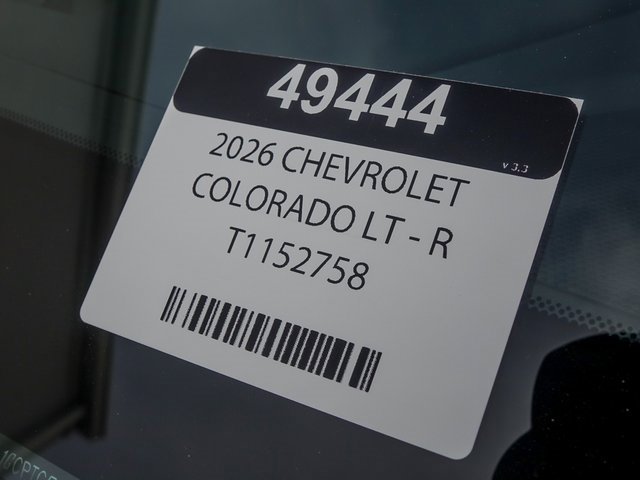 49444
v 3.3
2026 CHEVROLET
COLORADO LT - R
T1152758